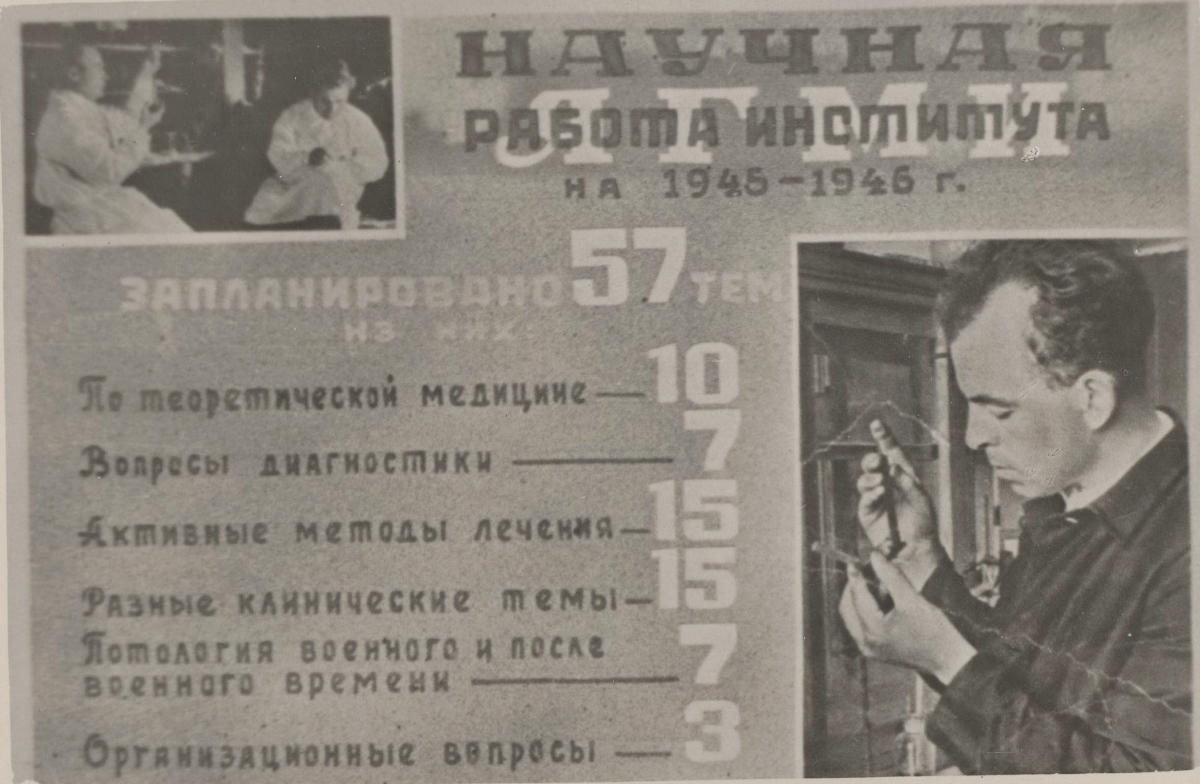 НАУЧНАЯ
ЯГМИ
РАБОТА ИНСТИТУТА
НА 1945-1946 г.
ЗАПЛАНИРОВАНО 57 ТЕМ
ИЗ НИХ:
По теоретической медицине — 10
Вопросы диагностики — 7
Активные методы лечения — 15
Разные клинические темы — 15
Патология военного и после
военного времени — 7
Организационные вопросы — 3